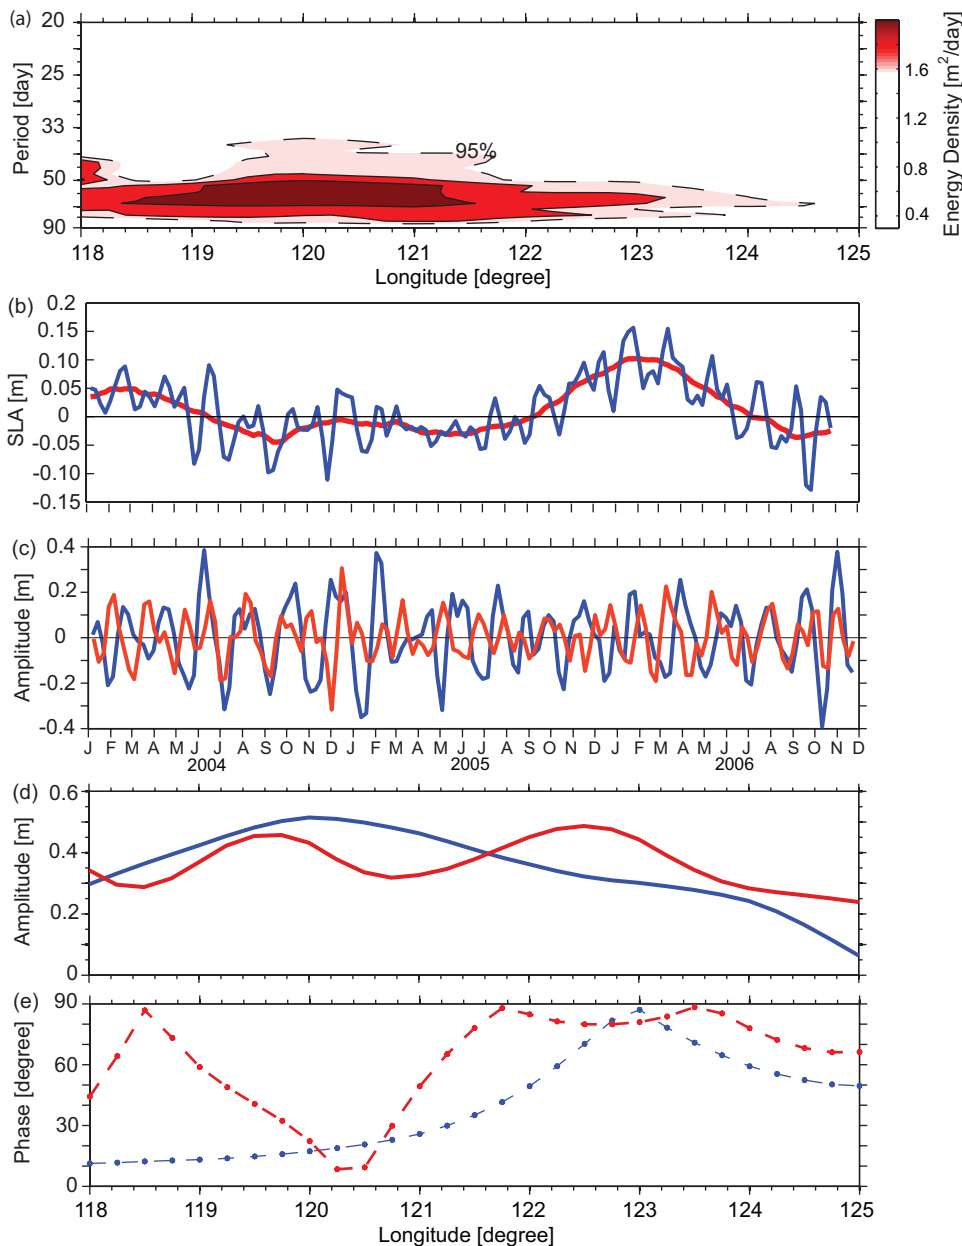 (a)
20
25
33
50
90
Period [day]
95%
118 119 120 121 122 123 124 125
Longitude [degree]
1.6
1.2
0.8
0.4
Energy Density [m²/day]
(b)
0.2
0.15
0.10
0.05
0
-0.05
-0.10
-0.15
SLA [m]
(c)
0.4
0.2
0
-0.2
-0.4
Amplitude [m]
J F M A M J J A S O N D J F M A M J J A S O N D J F M A M J J A S O N D
2004 2005 2006
(d)
0.6
0.4
0.2
0
Amplitude [m]
(e)
90
60
30
0
Phase [degree]
118 119 120 121 122 123 124 125
Longitude [degree]